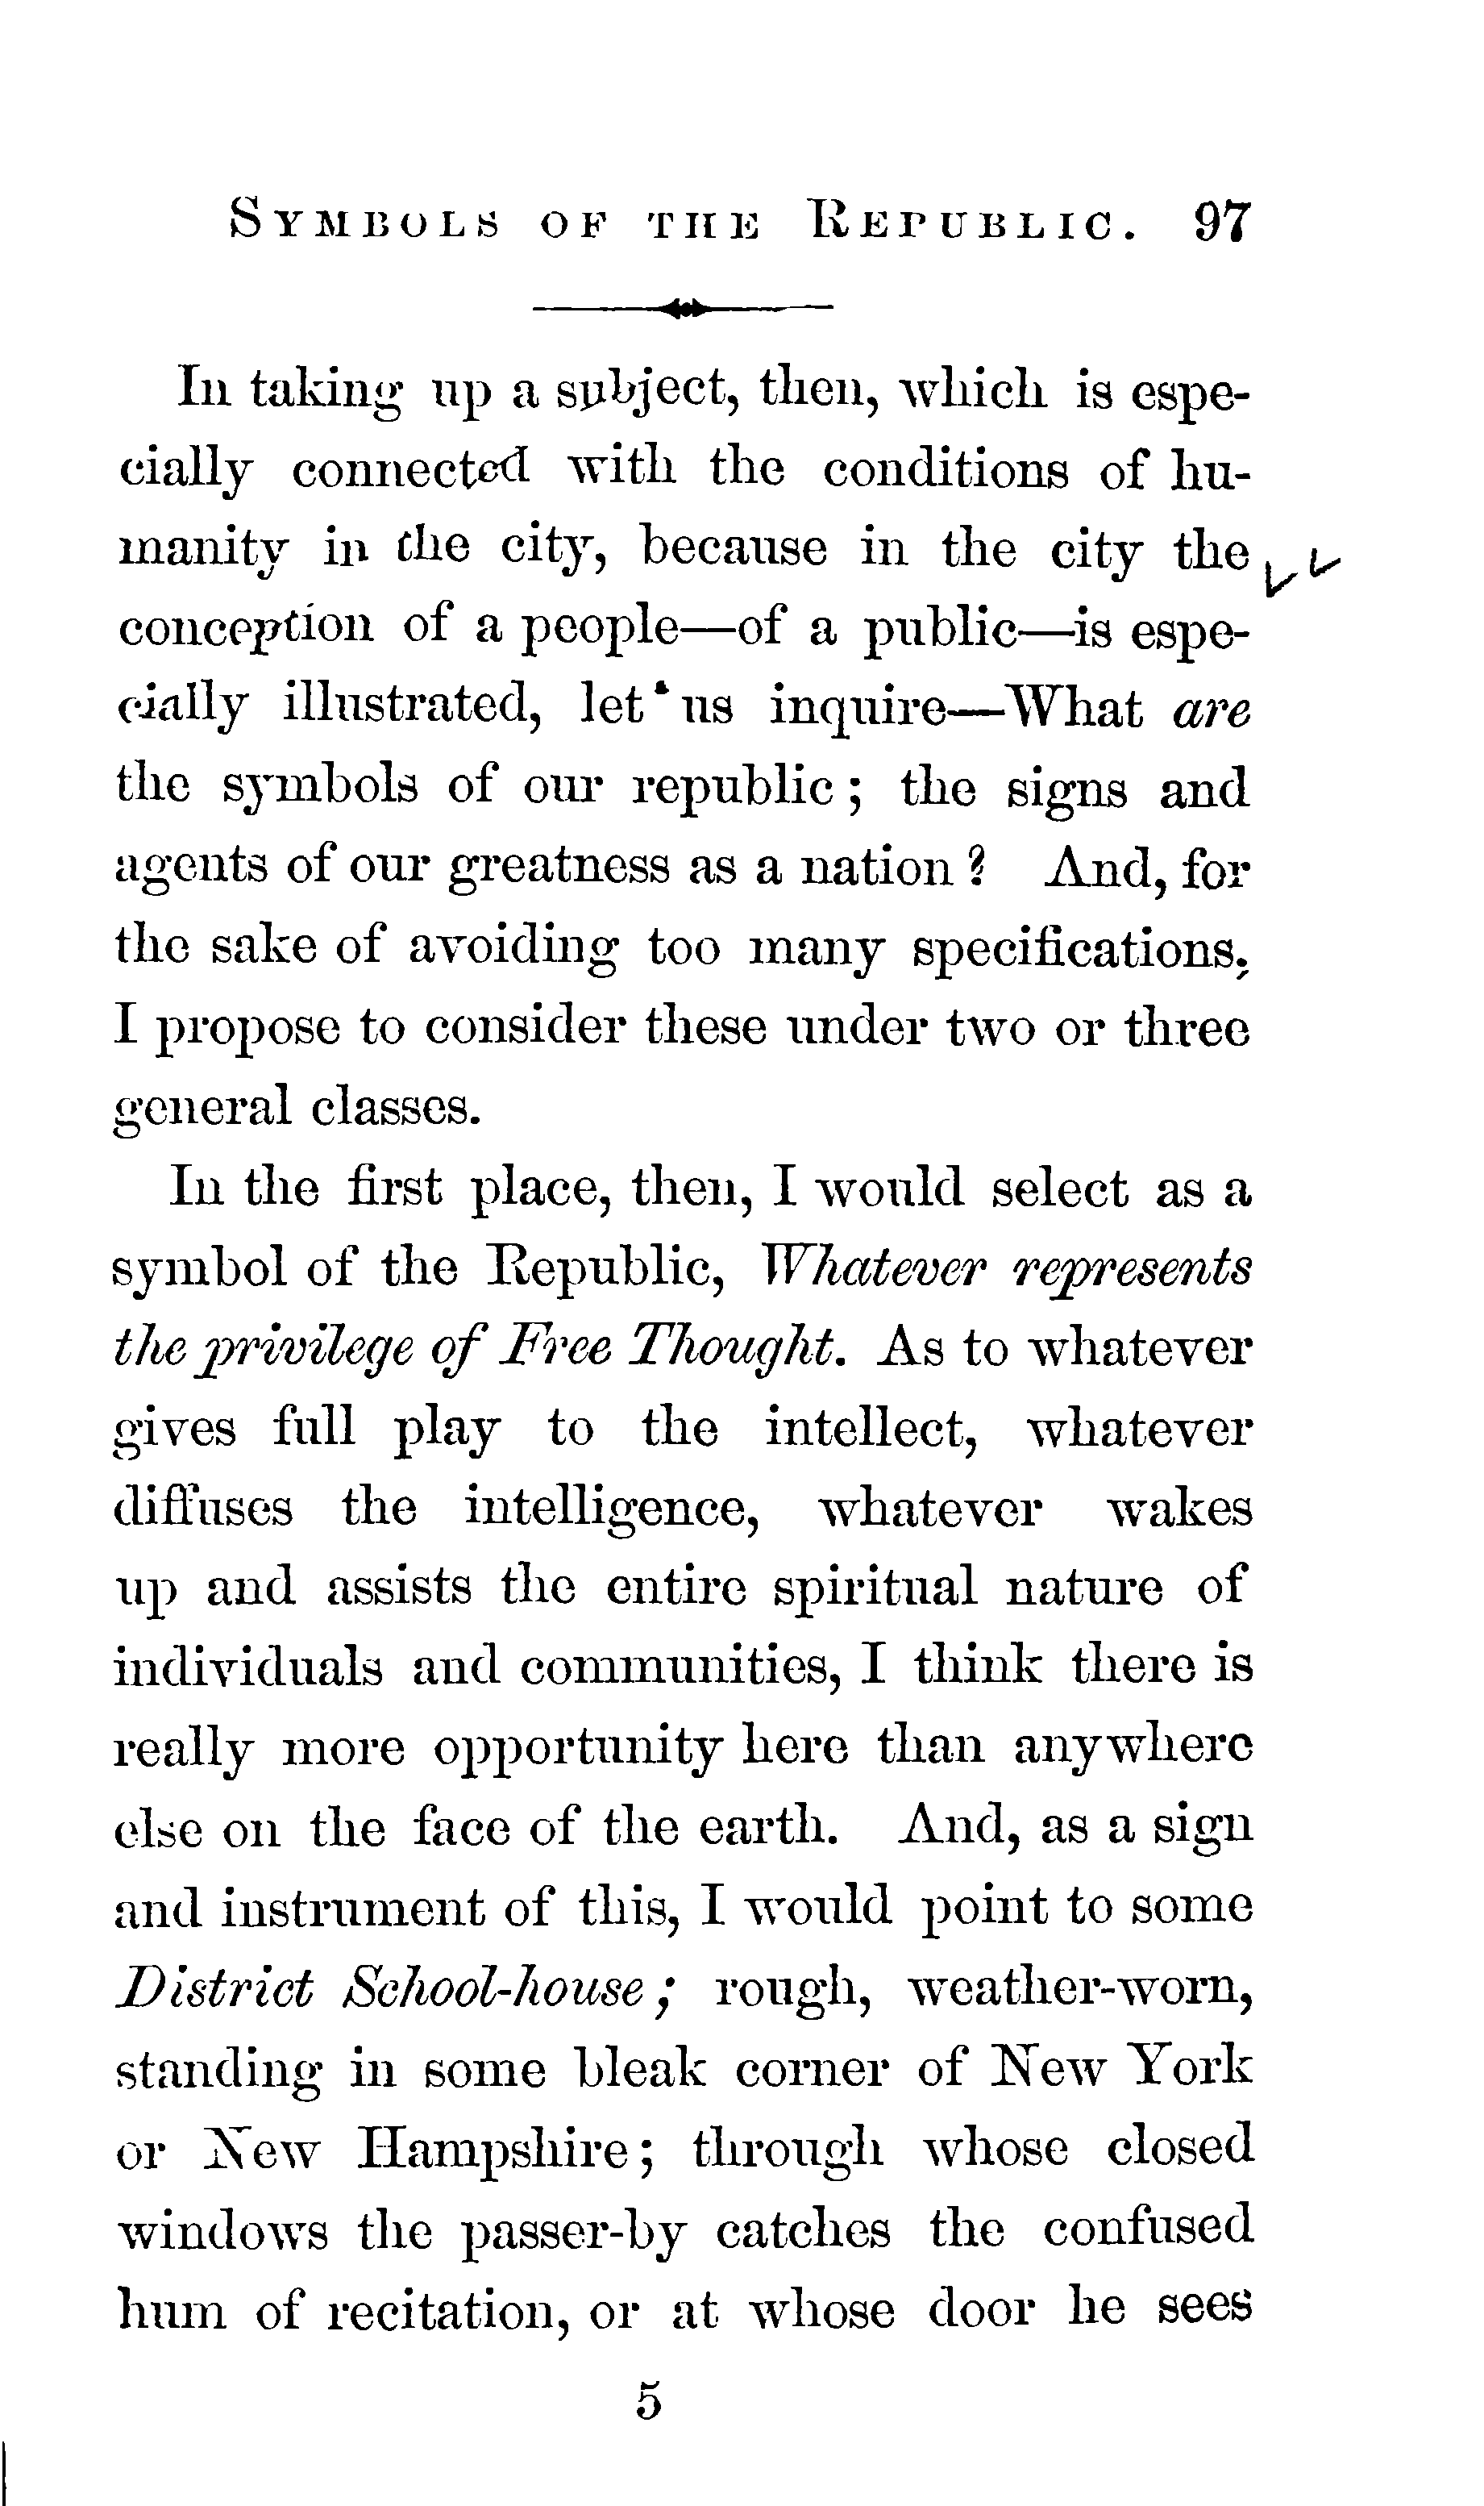 SYMBOLS OF THE REPUBLIC. 97
In taking up a subject, then, which is espe-
cially connected with the conditions of hu-
manity in the city, because in the city the
conception of a people—of a public—is espe-
cially illustrated, let us inquire—What are
the symbols of our republic; the signs and
agents of our greatness as a nation? And, for
the sake of avoiding too many specifications,
I propose to consider these under two or three
general classes.
In the first place, then, I would select as a
symbol of the Republic, Whatever represents
the privilege of Free Thought. As to whatever
gives full play to the intellect, whatever
diffuses the intelligence, whatever wakes
up and assists the entire spiritual nature of
individuals and communities, I think there is
really more opportunity here than anywhere
else on the face of the earth. And, as a sign
and instrument of this, I would point to some
District School-house; rough, weather-worn,
standing in some bleak corner of New York
or New Hampshire; through whose closed
windows the passer-by catches the confused
hum of recitation, or at whose door he sees
5